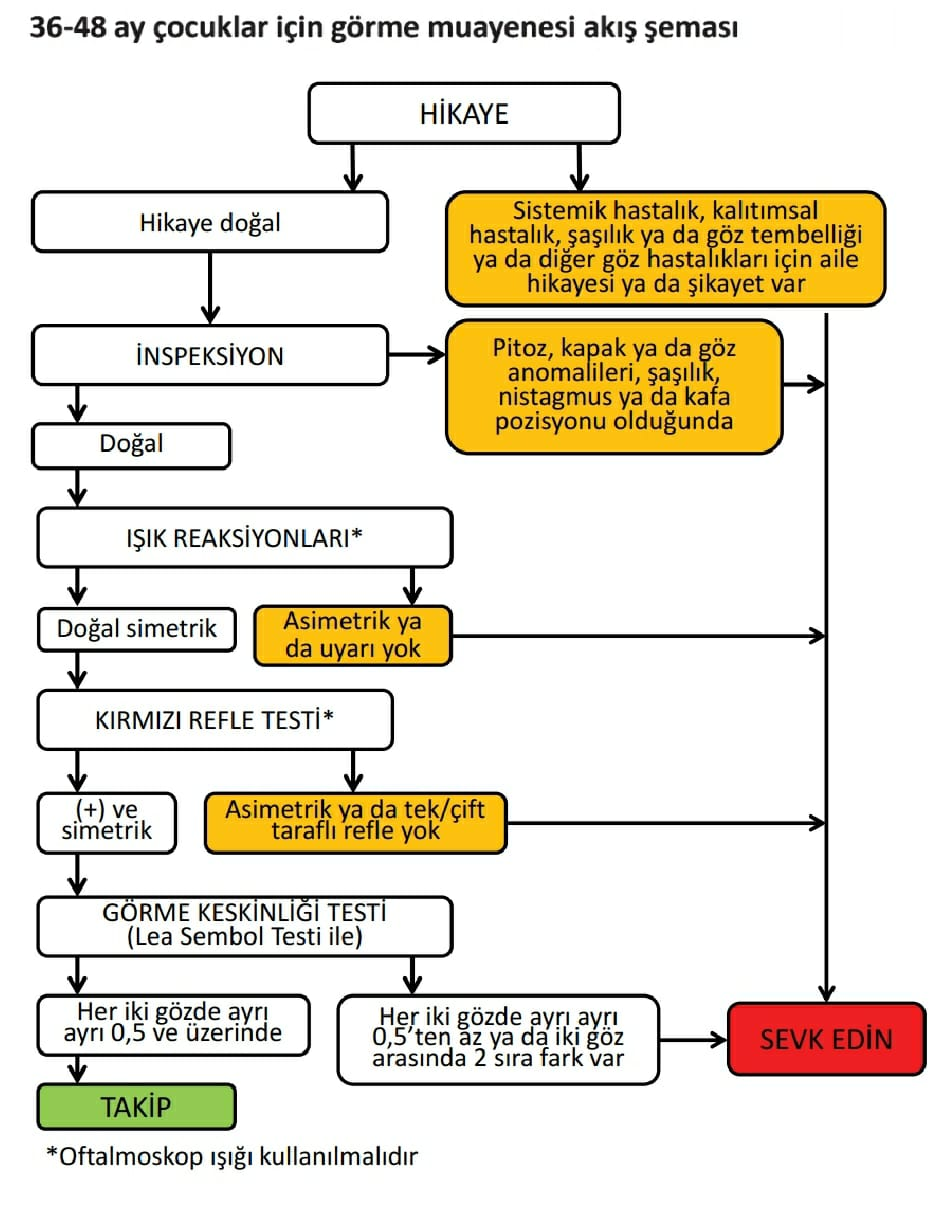 36-48 ay çocuklar için görme muayenesi akış şeması
HİKAYE
Hikaye doğal
Sistemik hastalık, kalıtımsal
hastalık, şaşılık ya da göz tembelliği
ya da diğer göz hastalıkları için aile
hikayesi ya da şikayet var
İNSPEKSİYON
Pitoz, kapak ya da göz
anomalileri, şaşılık,
nistagmus ya da kafa
pozisyonu olduğunda
Doğal
IŞIK REAKSİYONLARI*
Doğal simetrik
Asimetrik ya
da uyarı yok
KIRMIZI REFLE TESTİ*
(+) ve
simetrik
Asimetrik ya da tek/çift
taraflı refle yok
GÖRME KESKİNLİĞİ TESTİ
(Lea Sembol Testi ile)
Her iki gözde ayrı
ayrı 0,5 ve üzerinde
Her iki gözde ayrı ayrı
0,5'ten az ya da iki göz
arasında 2 sıra fark var
SEVK EDİN
TAKİP
*Oftalmoskop ışığı kullanılmalıdır